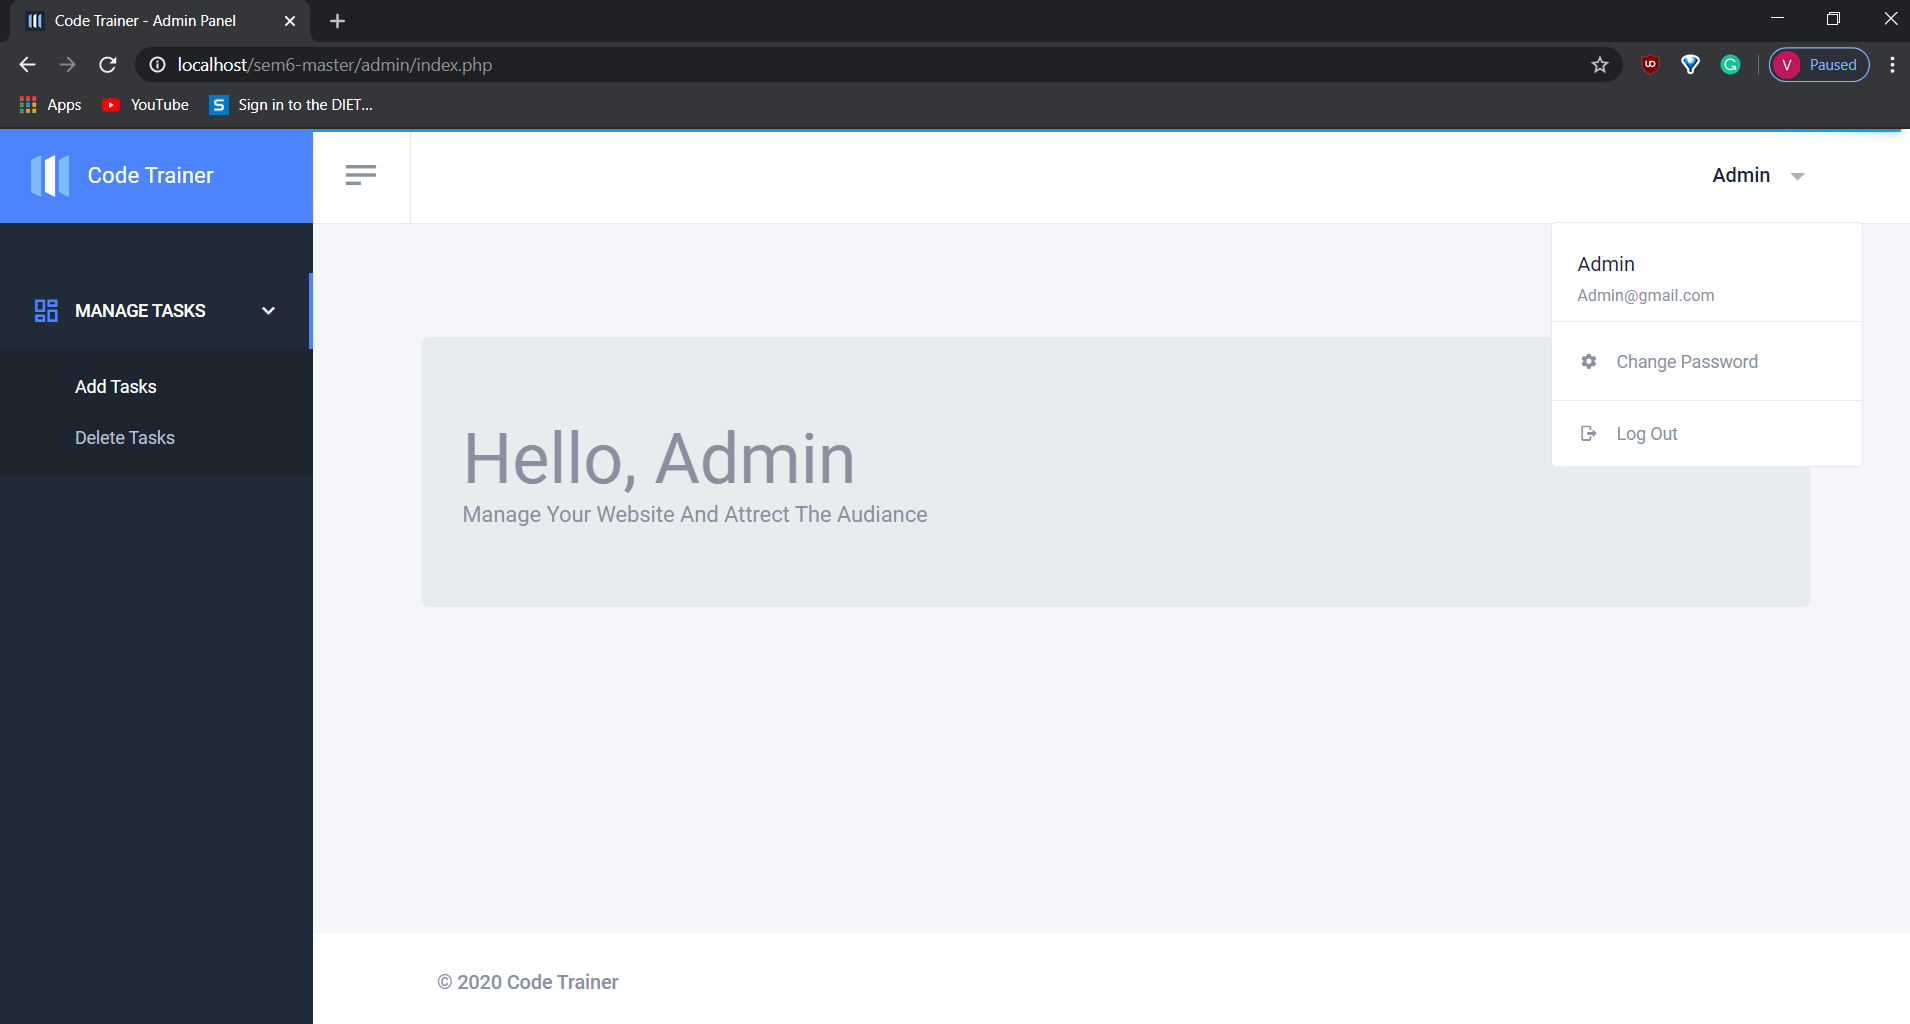 Code Trainer - Admin Panel
localhost/sem6-master/admin/index.php
UD
G
V Paused
Apps
YouTube
S Sign in to the DIET...
Code Trainer
Admin
MANAGE TASKS
Add Tasks
Delete Tasks
Admin
Admin@gmail.com
Change Password
Log Out
Hello, Admin
Manage Your Website And Attrect The Audiance
© 2020 Code Trainer